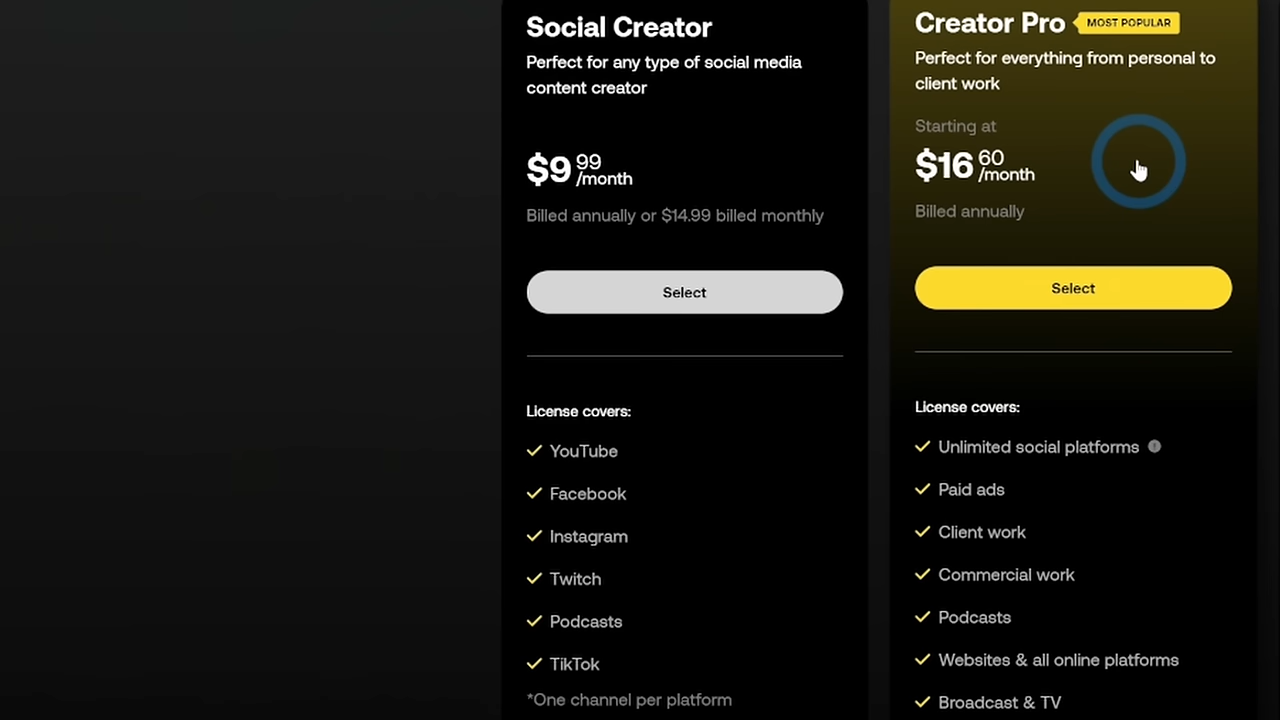 Social Creator
Perfect for any type of social media
content creator
$9 99
/month
Billed annually or $14.99 billed monthly
Select
License covers:
YouTube
Facebook
Instagram
Twitch
Podcasts
TikTok
*One channel per platform
Creator Pro MOST POPULAR
Perfect for everything from personal to
client work
Starting at
$16 60
/month
Billed annually
Select
License covers:
Unlimited social platforms
Paid ads
Client work
Commercial work
Podcasts
Websites & all online platforms
Broadcast & TV